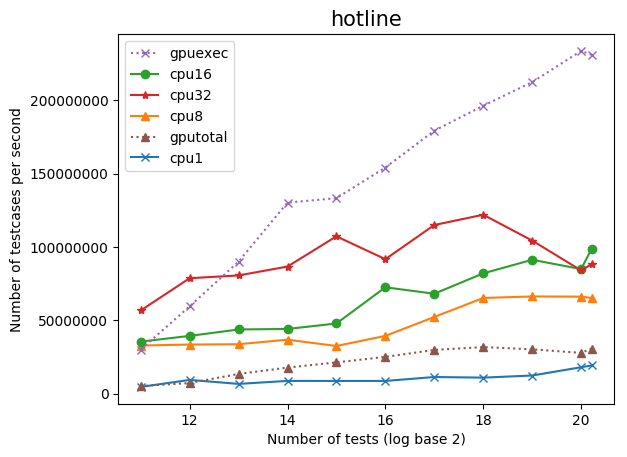 hotline
gpuexec
cpu16
cpu32
cpu8
gputotal
cpu1
Number of testcases per second
200000000
150000000
100000000
50000000
0
12
14
16
18
20
Number of tests (log base 2)